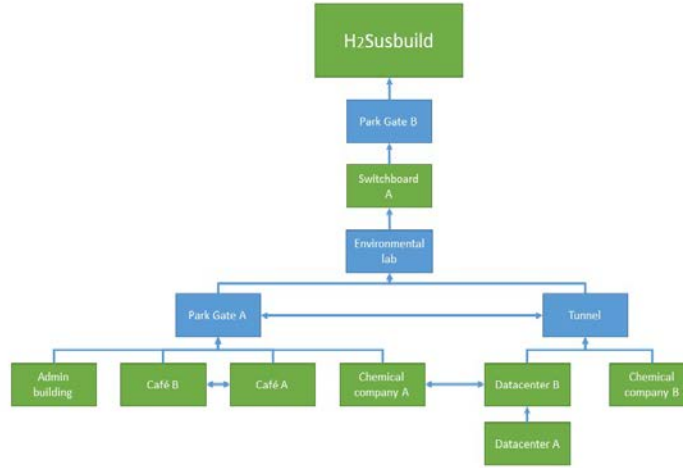 H2Susbuild
Park Gate B
Switchboard
A
Environmental
lab
Park Gate A
Tunnel
Admin
building
Café B
Café A
Chemical
company A
Datacenter B
Chemical
company B
Datacenter A